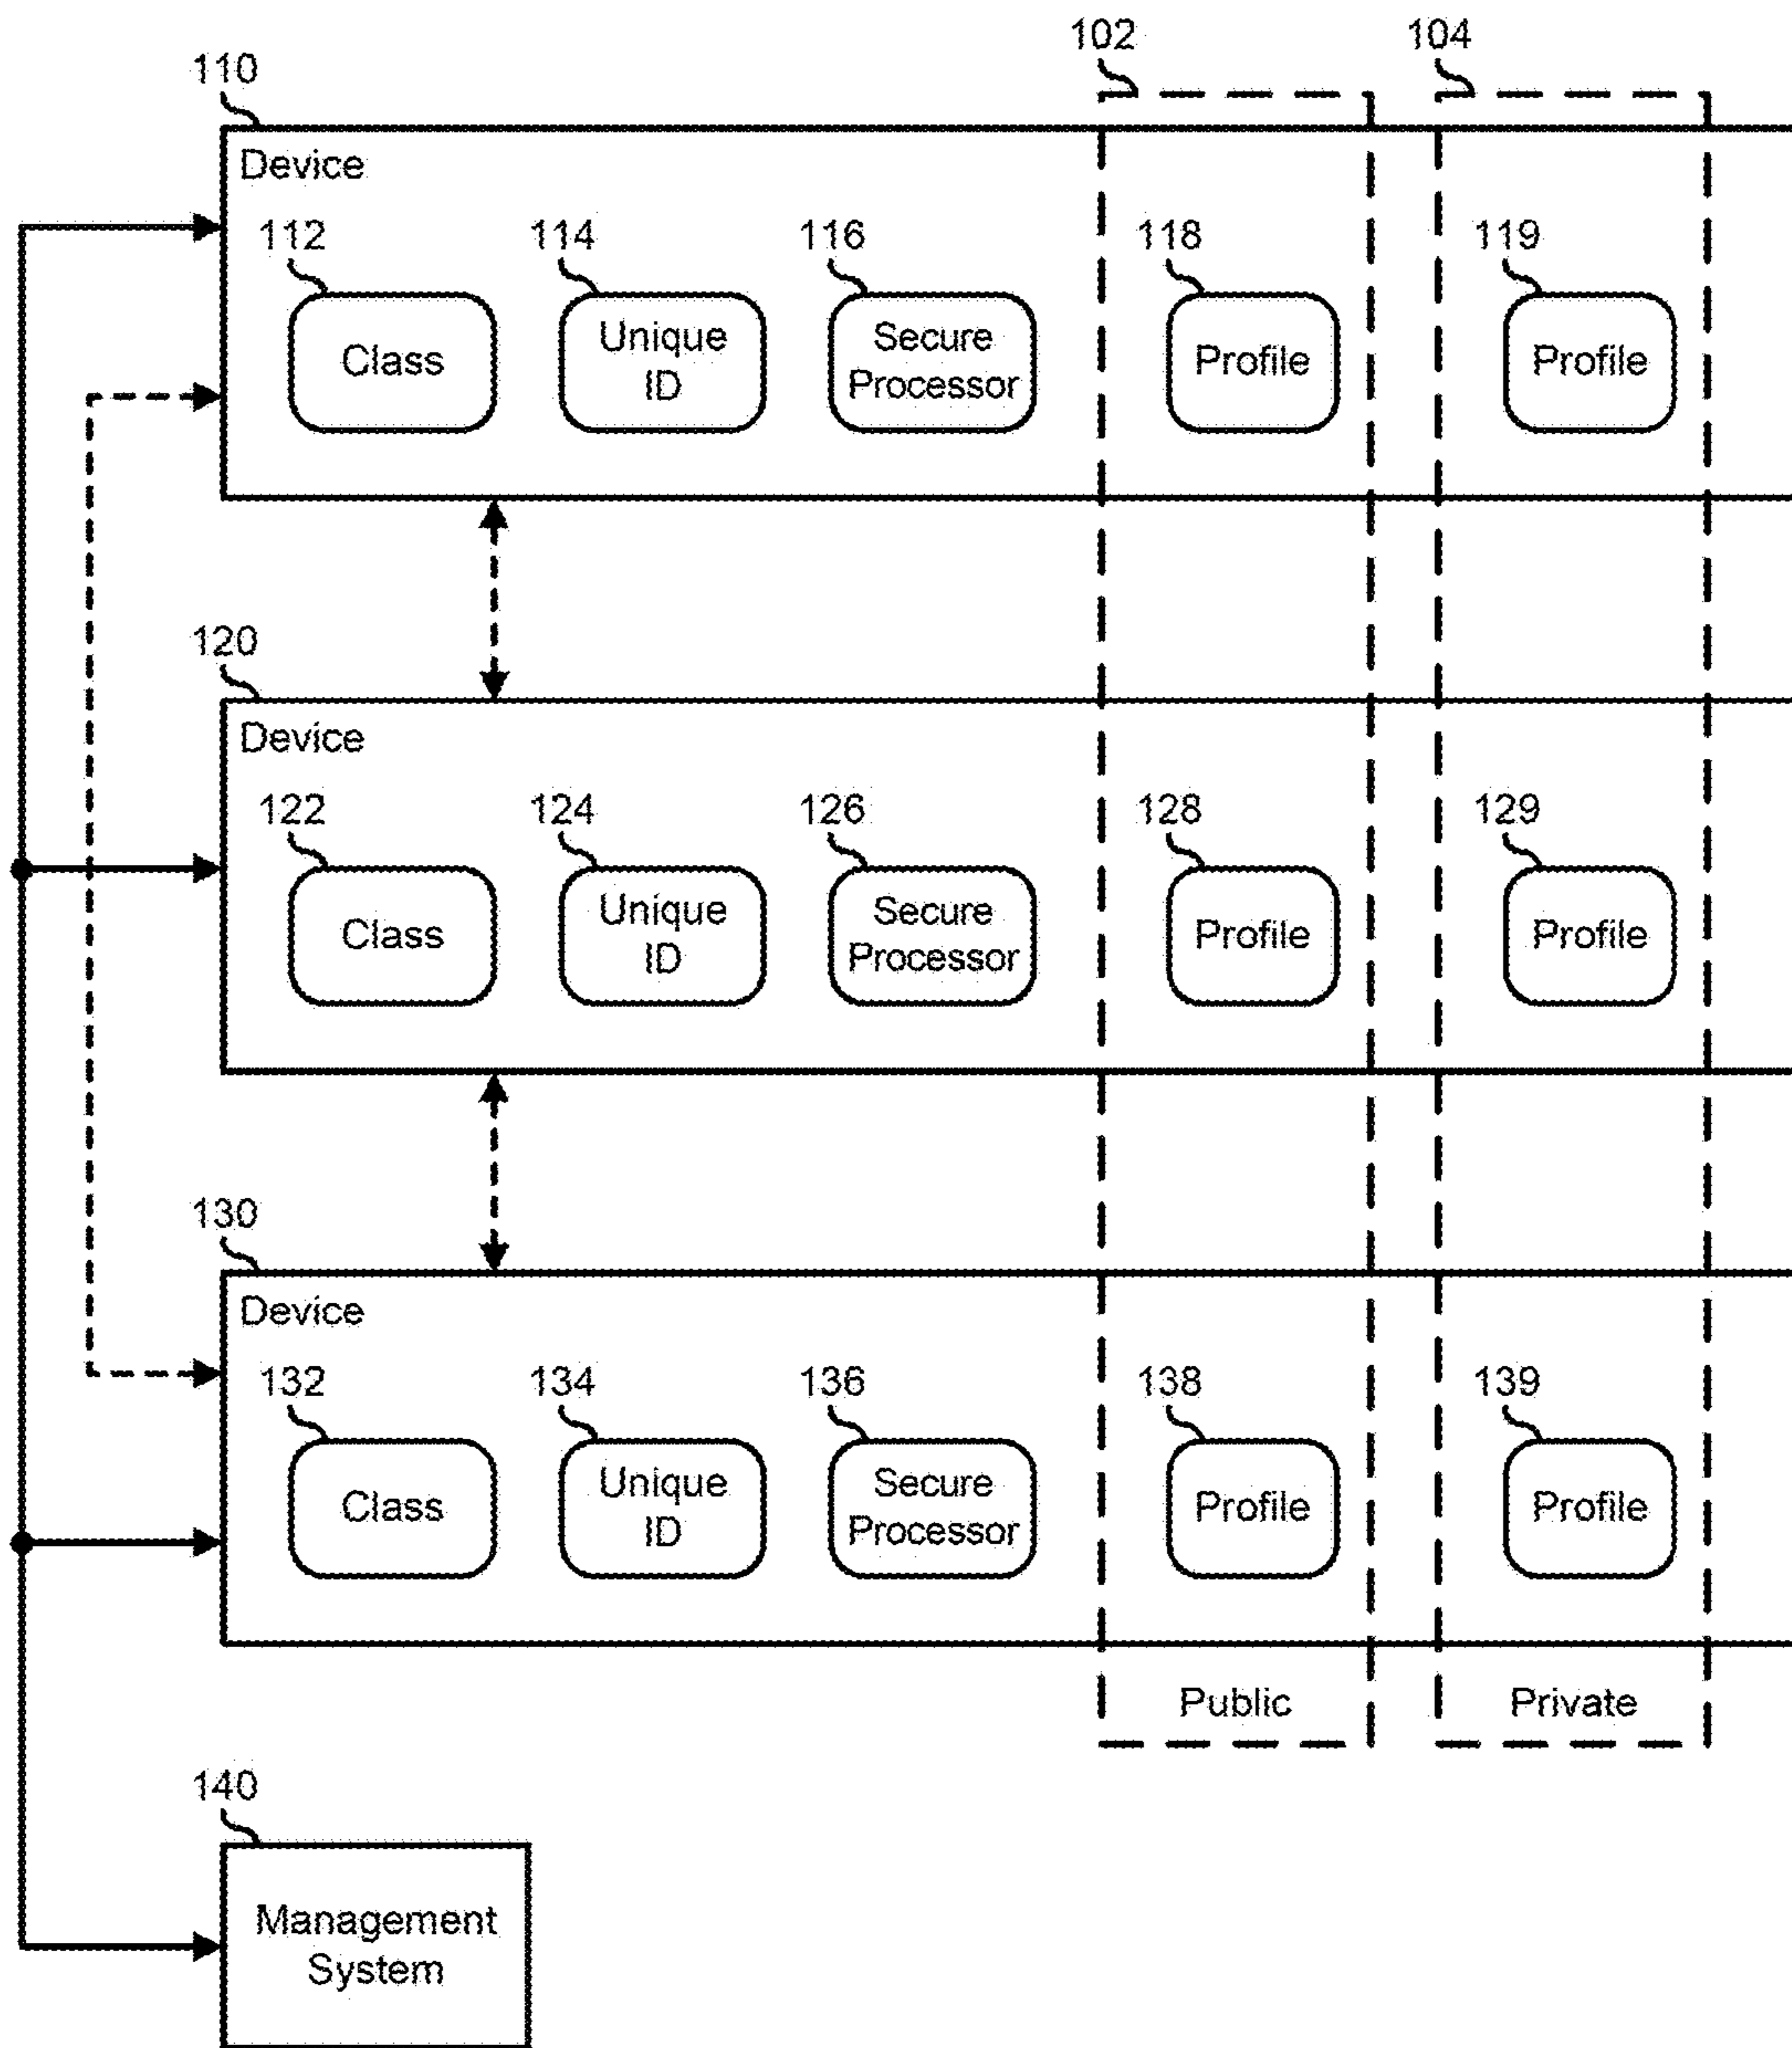 102 104
110
Device
112 114 116 118 119
Class Unique ID Secure Processor Profile Profile
120
Device
122 124 126 128 129
Class Unique ID Secure Processor Profile Profile
130
Device
132 134 136 138 139
Class Unique ID Secure Processor Profile Profile
Public Private
140
Management
System